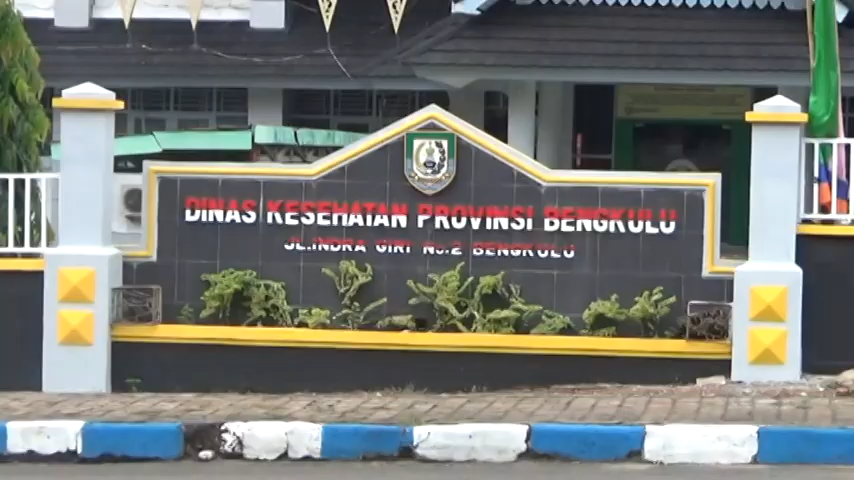 DINAS KESEHATAN PROVINSI BENGKULU
JL.INDRA GIRI No.2 BENGKULU